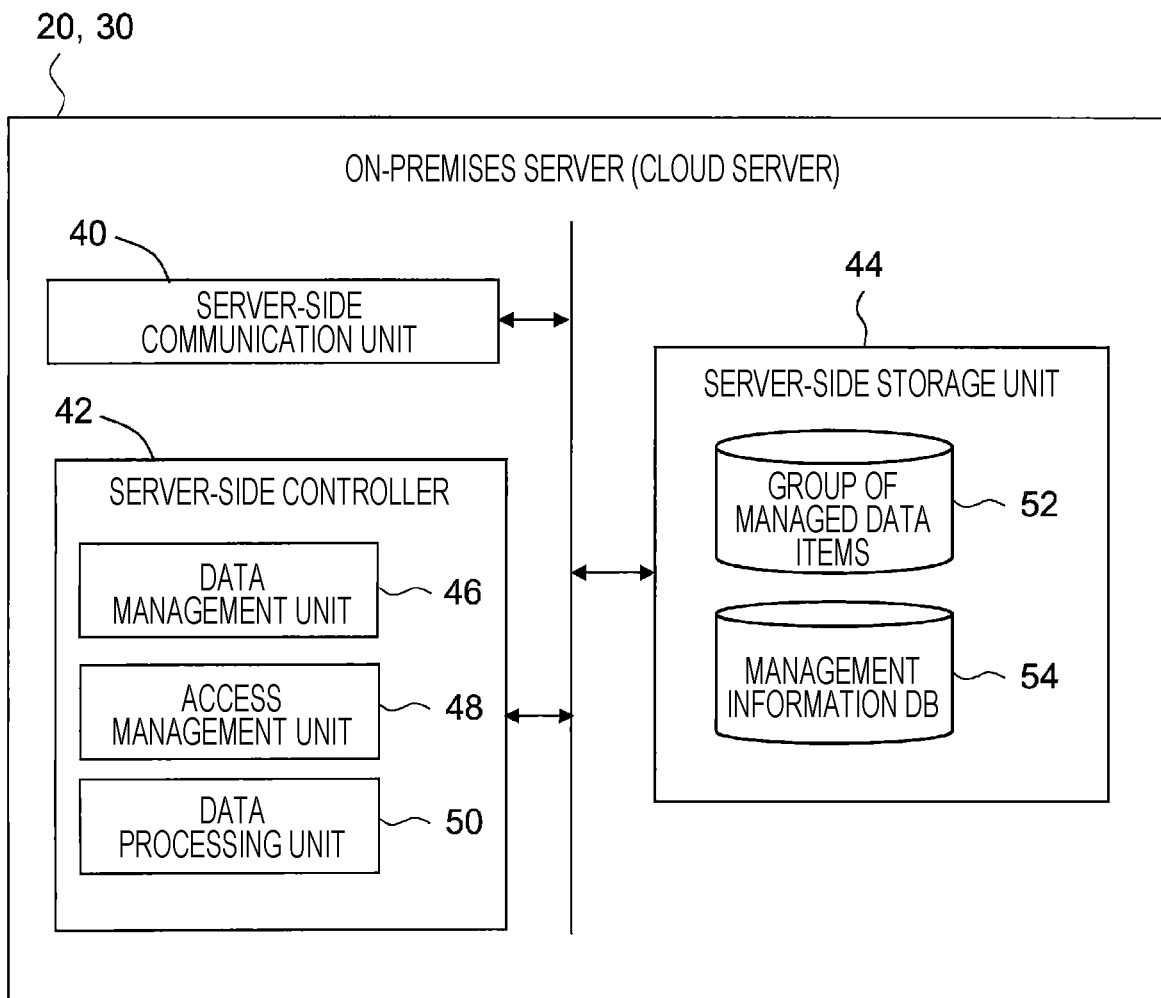 20, 30
ON-PREMISES SERVER (CLOUD SERVER)
40
SERVER-SIDE
COMMUNICATION UNIT
42
SERVER-SIDE CONTROLLER
DATA
MANAGEMENT UNIT
46
ACCESS
MANAGEMENT UNIT
48
DATA
PROCESSING UNIT
50
44
SERVER-SIDE STORAGE UNIT
GROUP OF
MANAGED DATA
ITEMS
52
MANAGEMENT
INFORMATION DB
54